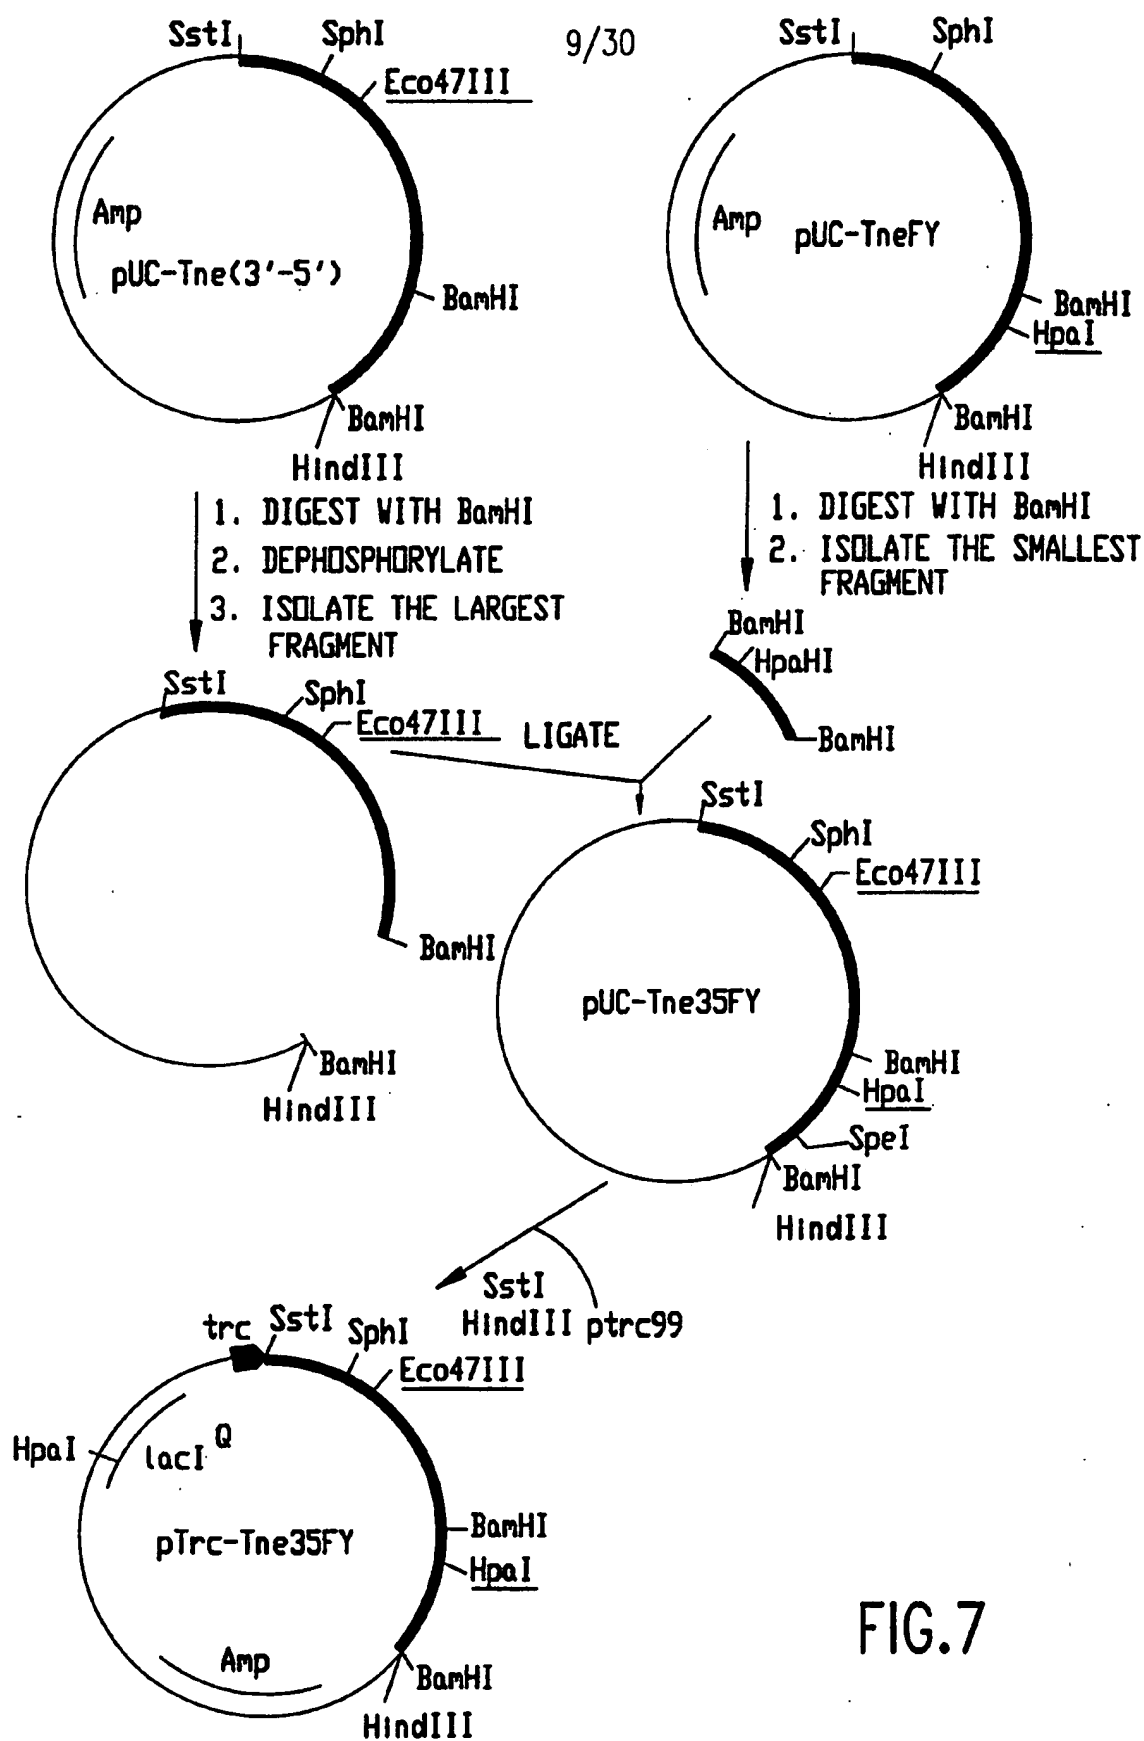 9/30
SstI
SphI
Eco47III
Amp
pUC-Tne(3'-5')
BamHI
BamHI
HindIII
SstI
SphI
Amp
pUC-TneFY
BamHI
HpaI
BamHI
HindIII
1. DIGEST WITH BamHI
2. DEPHOSPHORYLATE
3. ISOLATE THE LARGEST
FRAGMENT
1. DIGEST WITH BamHI
2. ISOLATE THE SMALLEST
FRAGMENT
BamHI
HpaHI
BamHI
SstI
SphI
Eco47III
LIGATE
BamHI
BamHI
HindIII
SstI
SphI
Eco47III
pUC-Tne35FY
BamHI
HpaI
SpeI
BamHI
HindIII
SstI
HindIII ptrc99
trc
SstI
SphI
Eco47III
HpaI
lacI Q
pTrc-Tne35FY
BamHI
HpaI
Amp
BamHI
HindIII
FIG.7